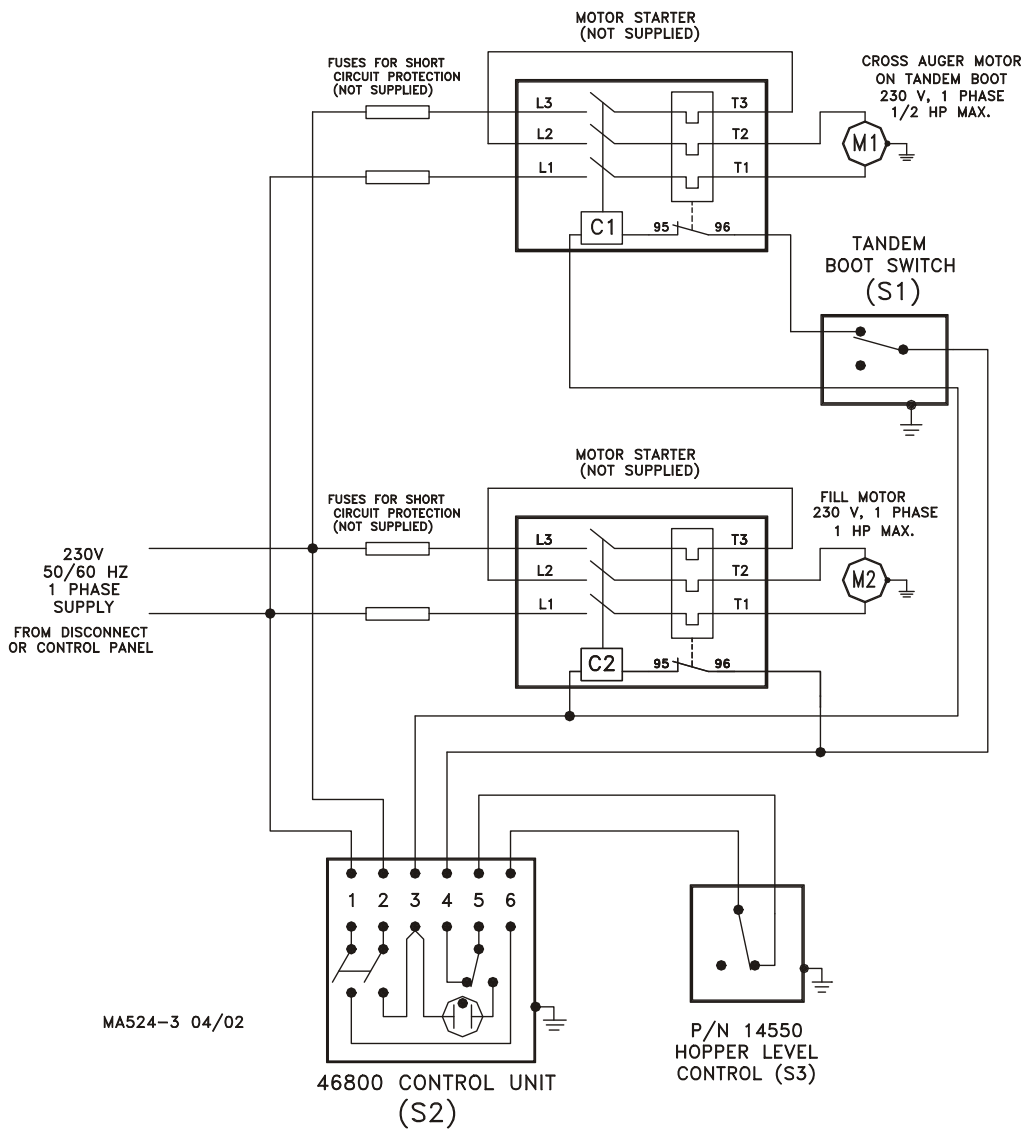 MOTOR STARTER
(NOT SUPPLIED)
FUSES FOR SHORT
CIRCUIT PROTECTION
(NOT SUPPLIED)
CROSS AUGER MOTOR
ON TANDEM BOOT
230 V, 1 PHASE
1/2 HP MAX.
L3
T3
L2
T2
M1
L1
T1
C1
95
96
TANDEM
BOOT SWITCH
(S1)
MOTOR STARTER
(NOT SUPPLIED)
FUSES FOR SHORT
CIRCUIT PROTECTION
(NOT SUPPLIED)
FILL MOTOR
230 V, 1 PHASE
1 HP MAX.
L3
T3
L2
T2
M2
L1
T1
C2
95
96
230V
50/60 HZ
1 PHASE
SUPPLY
FROM DISCONNECT
OR CONTROL PANEL
1 2 3 4 5 6
MA524-3 04/02
46800 CONTROL UNIT
(S2)
P/N 14550
HOPPER LEVEL
CONTROL (S3)